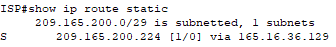 ISP#show ip route static
209.165.200.0/29 is subnetted, 1 subnets
S 209.165.200.224 [1/0] via 165.16.36.129